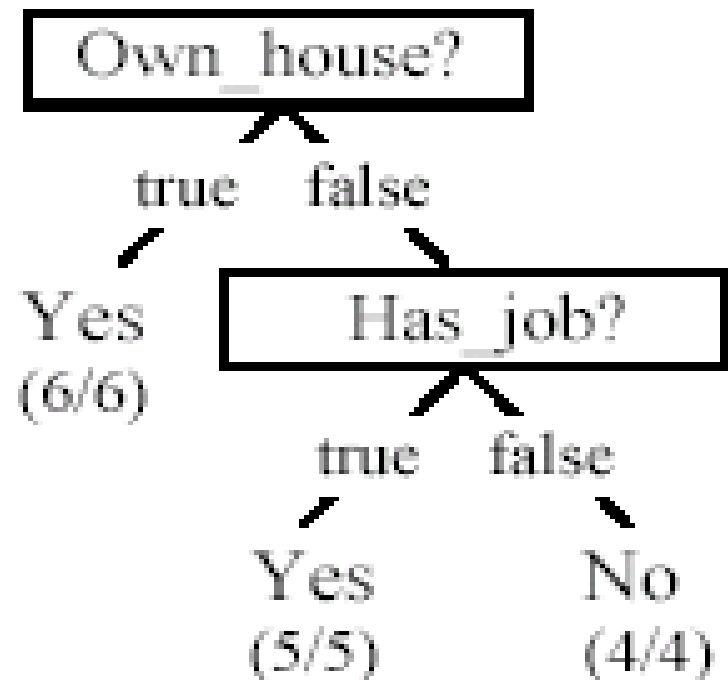 Own_house?
true false
Yes Has_job?
(6/6)
true false
Yes No
(5/5) (4/4)